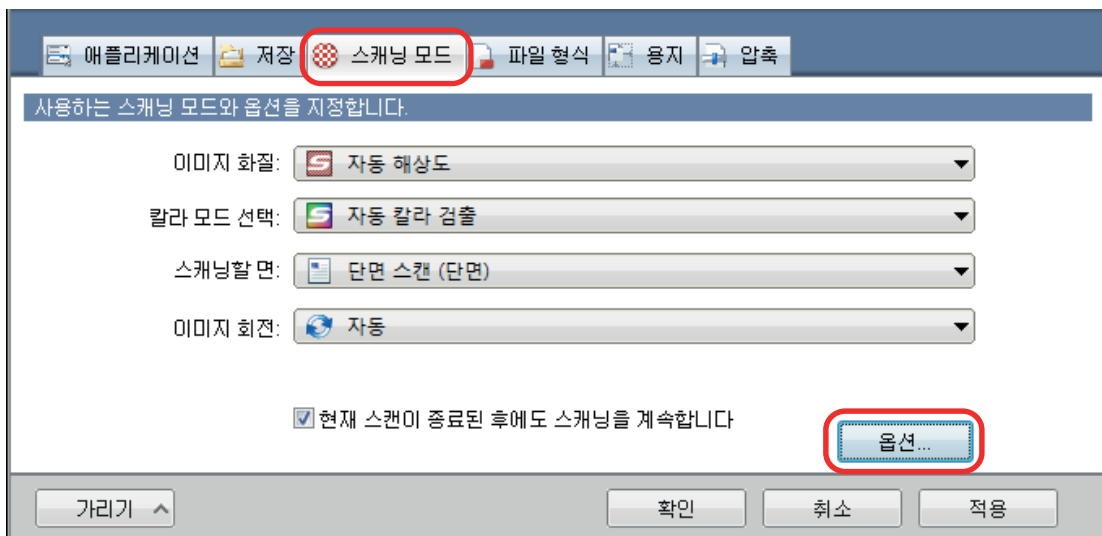 애플리케이션 저장 스캐닝 모드 파일 형식 용지 압축
사용하는 스캐닝 모드와 옵션을 지정합니다.
이미지 화질: 자동 해상도
칼라 모드 선택: 자동 칼라 검출
스캐닝할 면: 단면 스캔 (단면)
이미지 회전: 자동
현재 스캔이 종료된 후에도 스캐닝을 계속합니다
옵션...
가리기 확인 취소 적용